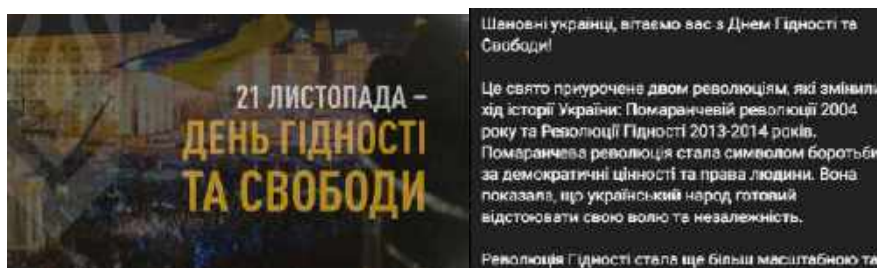 21 ЛИСТОПАДА –
ДЕНЬ ГІДНОСТІ
ТА СВОБОДИ
Шановні українці, вітаємо вас з Днем Гідності та
Свободи!
Це свято приурочене двом революціям, які змінили
хід історії України: Помаранчевій революції 2004
року та Революції Гідності 2013-2014 років.
Помаранчева революція стала символом боротьби
за демократичні цінності та права людини. Вона
показала, що український народ готовий
відстоювати свою волю та незалежність.
Революція Гідності стала ще більш масштабною та